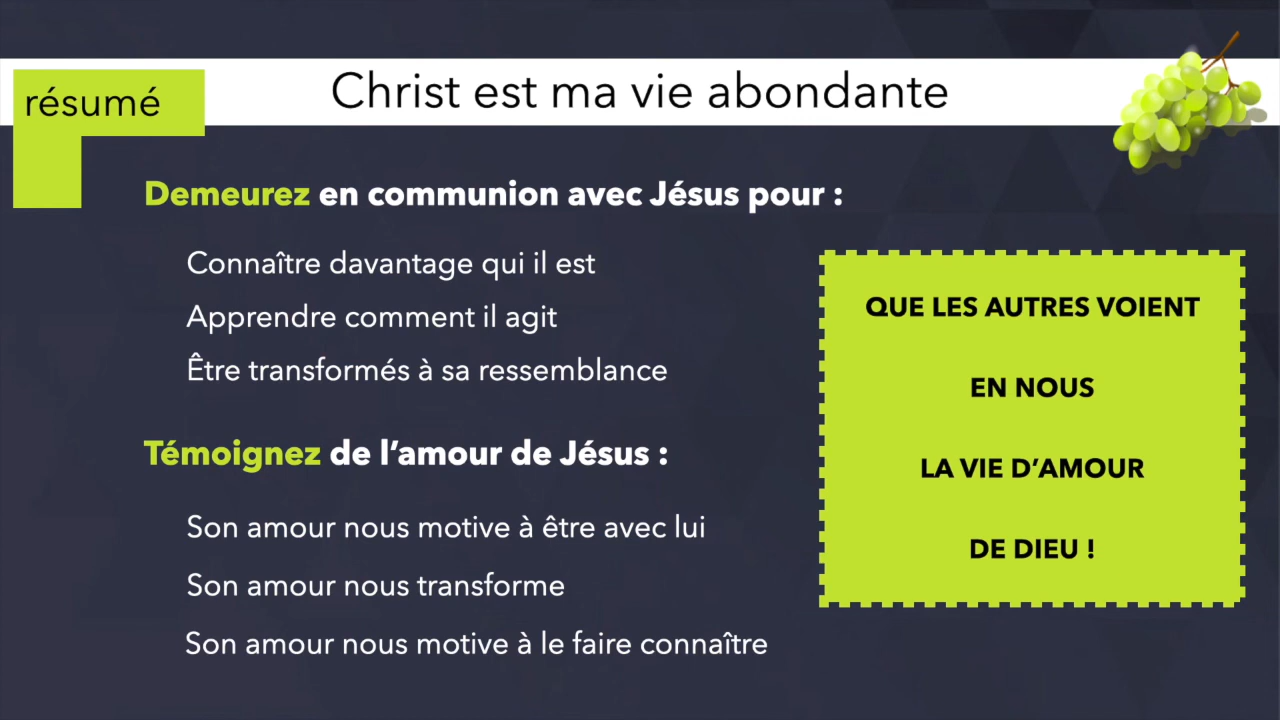 résumé
Christ est ma vie abondante
Demeurez en communion avec Jésus pour :
Connaître davantage qui il est
Apprendre comment il agit
Être transformés à sa ressemblance
Témoignez de l’amour de Jésus :
Son amour nous motive à être avec lui
Son amour nous transforme
Son amour nous motive à le faire connaître
QUE LES AUTRES VOIENT
EN NOUS
LA VIE D’AMOUR
DE DIEU !